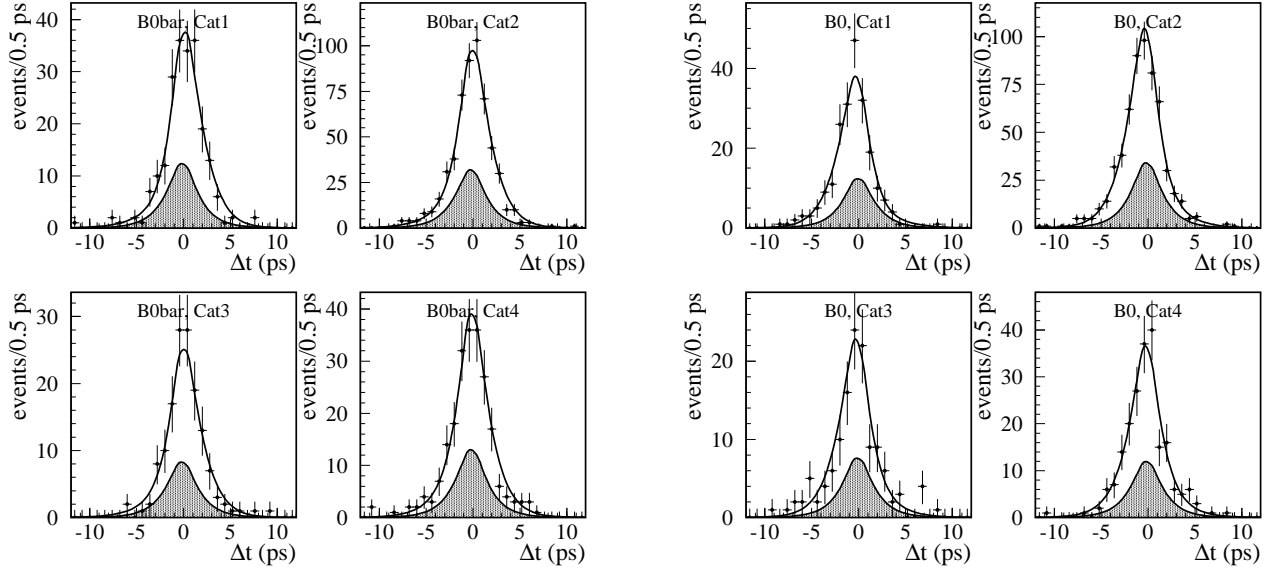 B0bar, Cat1
events/0.5 ps
40
30
20
10
0
-10 -5 0 5 10
Δt (ps)
B0bar, Cat2
events/0.5 ps
100
75
50
25
0
-10 -5 0 5 10
Δt (ps)
B0, Cat1
events/0.5 ps
40
20
0
-10 -5 0 5 10
Δt (ps)
B0, Cat2
events/0.5 ps
100
75
50
25
0
-10 -5 0 5 10
Δt (ps)
B0bar, Cat3
events/0.5 ps
30
20
10
0
-10 -5 0 5 10
Δt (ps)
B0bar, Cat4
events/0.5 ps
40
30
20
10
0
-10 -5 0 5 10
Δt (ps)
B0, Cat3
events/0.5 ps
20
10
0
-10 -5 0 5 10
Δt (ps)
B0, Cat4
events/0.5 ps
40
30
20
10
0
-10 -5 0 5 10
Δt (ps)